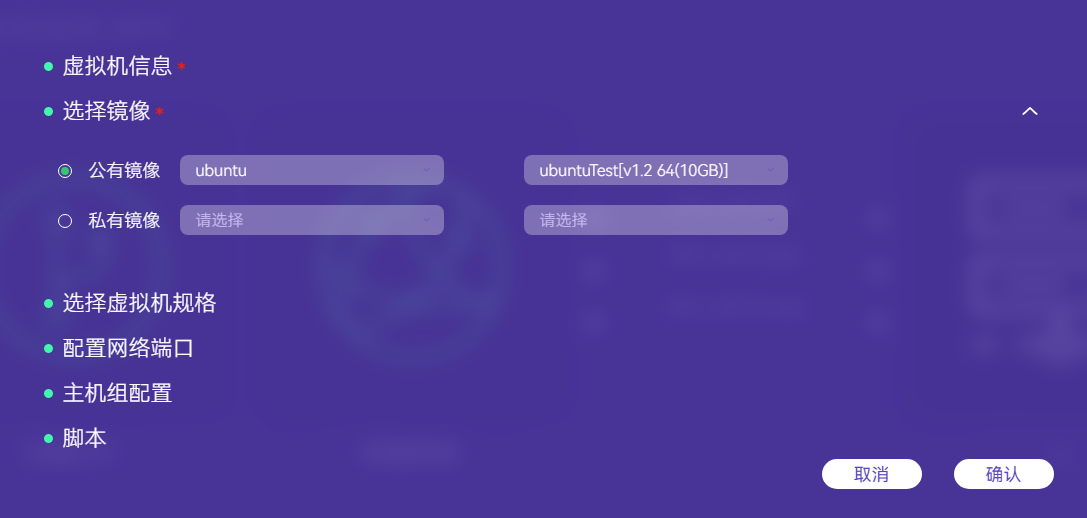 虚拟机信息 *
选择镜像 *
公有镜像 ubuntu ubuntuTest[v1.2 64(10GB)]
私有镜像 请选择 请选择
选择虚拟机规格
配置网络端口
主机组配置
脚本
取消 确认